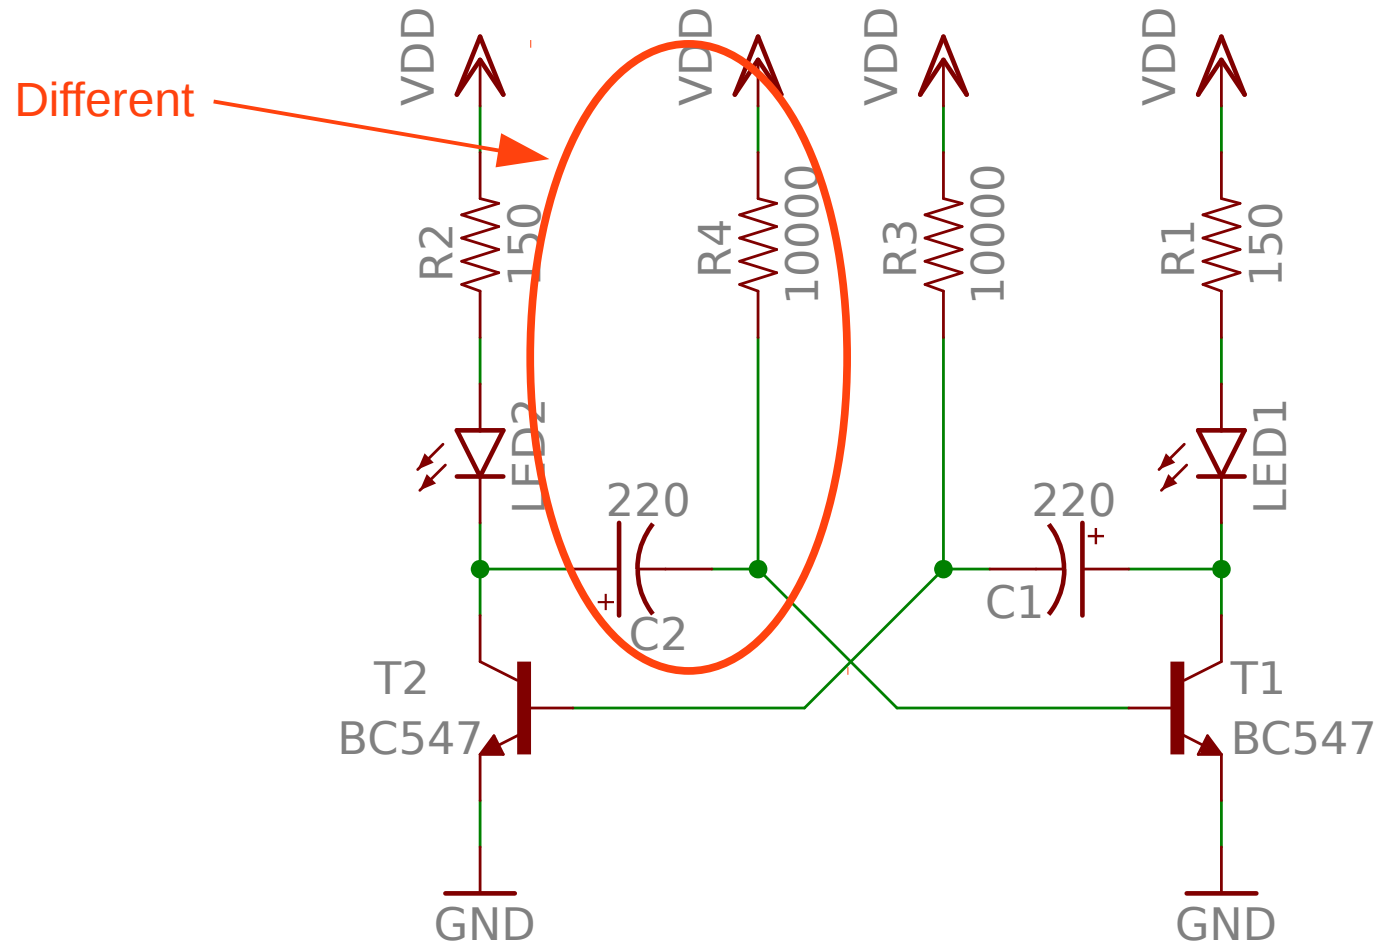 VDD
VDD
VDD
VDD
Different
R2
150
R4
10000
R3
10000
R1
150
LED2
LED1
220
220
+
+
C1
C2
T2
BC547
T1
BC547
GND
GND